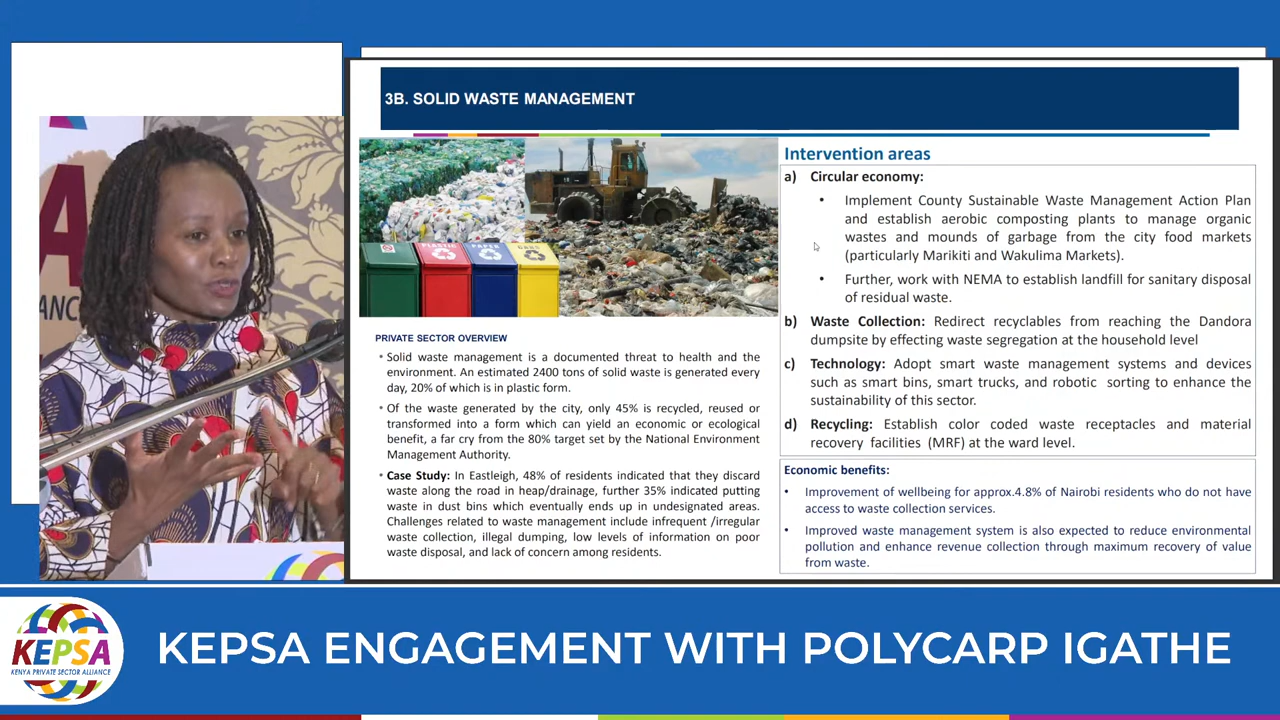 A
ANC
3B. SOLID WASTE MANAGEMENT
PLASTIC
PAPER
PRIVATE SECTOR OVERVIEW
• Solid waste management is a documented threat to health and the
environment. An estimated 2400 tons of solid waste is generated every
day, 20% of which is in plastic form.
• Of the waste generated by the city, only 45% is recycled, reused or
transformed into a form which can yield an economic or ecological
benefit, a far cry from the 80% target set by the National Environment
Management Authority.
• Case Study: In Eastleigh, 48% of residents indicated that they discard
waste along the road in heap/drainage, further 35% indicated putting
waste in dust bins which eventually ends up in undesignated areas.
Challenges related to waste management include infrequent /irregular
waste collection, illegal dumping, low levels of information on poor
waste disposal, and lack of concern among residents.
Intervention areas
a) Circular economy:
• Implement County Sustainable Waste Management Action Plan
and establish aerobic composting plants to manage organic
wastes and mounds of garbage from the city food markets
(particularly Marikiti and Wakulima Markets).
• Further, work with NEMA to establish landfill for sanitary disposal
of residual waste.
b) Waste Collection: Redirect recyclables from reaching the Dandora
dumpsite by effecting waste segregation at the household level
c) Technology: Adopt smart waste management systems and devices
such as smart bins, smart trucks, and robotic sorting to enhance the
sustainability of this sector.
d) Recycling: Establish color coded waste receptacles and material
recovery facilities (MRF) at the ward level.
Economic benefits:
• Improvement of wellbeing for approx.4.8% of Nairobi residents who do not have
access to waste collection services.
• Improved waste management system is also expected to reduce environmental
pollution and enhance revenue collection through maximum recovery of value
from waste.
KEPSA
KENYA PRIVATE SECTOR ALLIANCE
KEPSA ENGAGEMENT WITH POLYCARP IGATHE